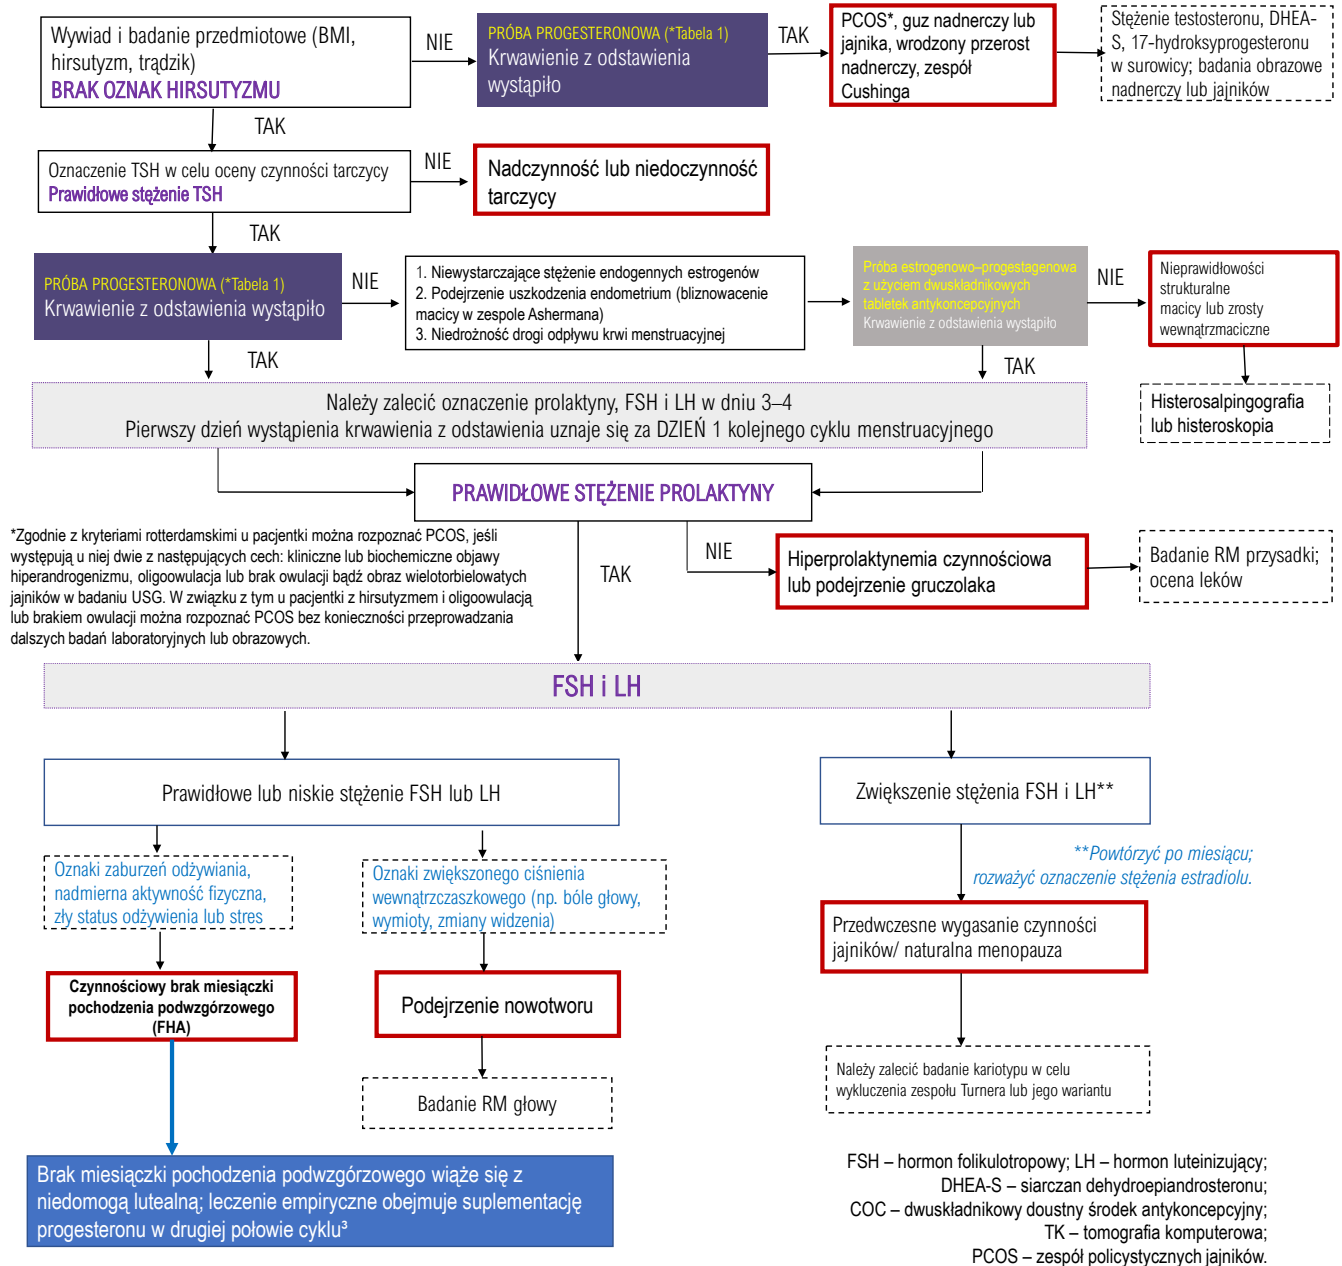 Wywiad i badanie przedmiotowe (BMI,
hirsutyzm, trądzik)
BRAK OZNAK HIRSUTYZMU
NIE
PRÓBA PROGESTERONOWA (*Tabela 1)
Krwawienie z odstawienia
wystąpiło
TAK
PCOS*, guz nadnerczy lub
jajnika, wrodzony przerost
nadnerczy, zespół
Cushinga
Stężenie testosteronu, DHEA-
S, 17-hydroksyprogesteronu
w surowicy; badania obrazowe
nadnerczy lub jajników
TAK
Oznaczenie TSH w celu oceny czynności tarczycy
Prawidłowe stężenie TSH
NIE
Nadczynność lub niedoczynność
tarczycy
TAK
PRÓBA PROGESTERONOWA (*Tabela 1)
Krwawienie z odstawienia wystąpiło
NIE
1. Niewystarczające stężenie endogennych estrogenów
2. Podejrzenie uszkodzenia endometrium (bliznowacenie
macicy w zespole Ashermana)
3. Niedrożność drogi odpływu krwi menstruacyjnej
Próba estrogenowo–progestagenowa
z użyciem dwuskładnikowych
tabletek antykoncepcyjnych
Krwawienie z odstawienia wystąpiło
NIE
Nieprawidłowości
strukturalne
macicy lub zrosty
wewnątrzmaciczne
TAK
TAK
Należy zalecić oznaczenie prolaktyny, FSH i LH w dniu 3–4
Pierwszy dzień wystąpienia krwawienia z odstawienia uznaje się za DZIEŃ 1 kolejnego cyklu menstruacyjnego
Histerosalpingografia
lub histeroskopia
PRAWIDŁOWE STĘŻENIE PROLAKTYNY
*Zgodnie z kryteriami rotterdamskimi u pacjentki można rozpoznać PCOS, jeśli
występują u niej dwie z następujących cech: kliniczne lub biochemiczne objawy
hiperandrogenizmu, oligoowulacja lub brak owulacji bądź obraz wielotorbielowatych
jajników w badaniu USG. W związku z tym u pacjentki z hirsutyzmem i oligoowulacją
lub brakiem owulacji można rozpoznać PCOS bez konieczności przeprowadzania
dalszych badań laboratoryjnych lub obrazowych.
TAK
NIE
Hiperprolaktynemia czynnościowa
lub podejrzenie gruczolaka
Badanie RM przysadki;
ocena leków
FSH i LH
Prawidłowe lub niskie stężenie FSH lub LH
Zwiększenie stężenia FSH i LH**
Oznaki zaburzeń odżywiania,
nadmierna aktywność fizyczna,
zły status odżywienia lub stres
Oznaki zwiększonego ciśnienia
wewnątrzczaszkowego (np. bóle głowy,
wymioty, zmiany widzenia)
**Powtórzyć po miesiącu;
rozważyć oznaczenie stężenia estradiolu.
Przedwczesne wygasanie czynności
jajników/ naturalna menopauza
Czynnościowy brak miesiączki
pochodzenia podwzgórzowego
(FHA)
Podejrzenie nowotworu
Należy zalecić badanie kariotypu w celu
wykluczenia zespołu Turnera lub jego wariantu
Badanie RM głowy
Brak miesiączki pochodzenia podwzgórzowego wiąże się z
niedomogą lutealną; leczenie empiryczne obejmuje suplementację
progesteronu w drugiej połowie cyklu³
FSH – hormon folikulotropowy; LH – hormon luteinizujący;
DHEA-S – siarczan dehydroepiandrosteronu;
COC – dwuskładnikowy doustny środek antykoncepcyjny;
TK – tomografia komputerowa;
PCOS – zespół policystycznych jajników.